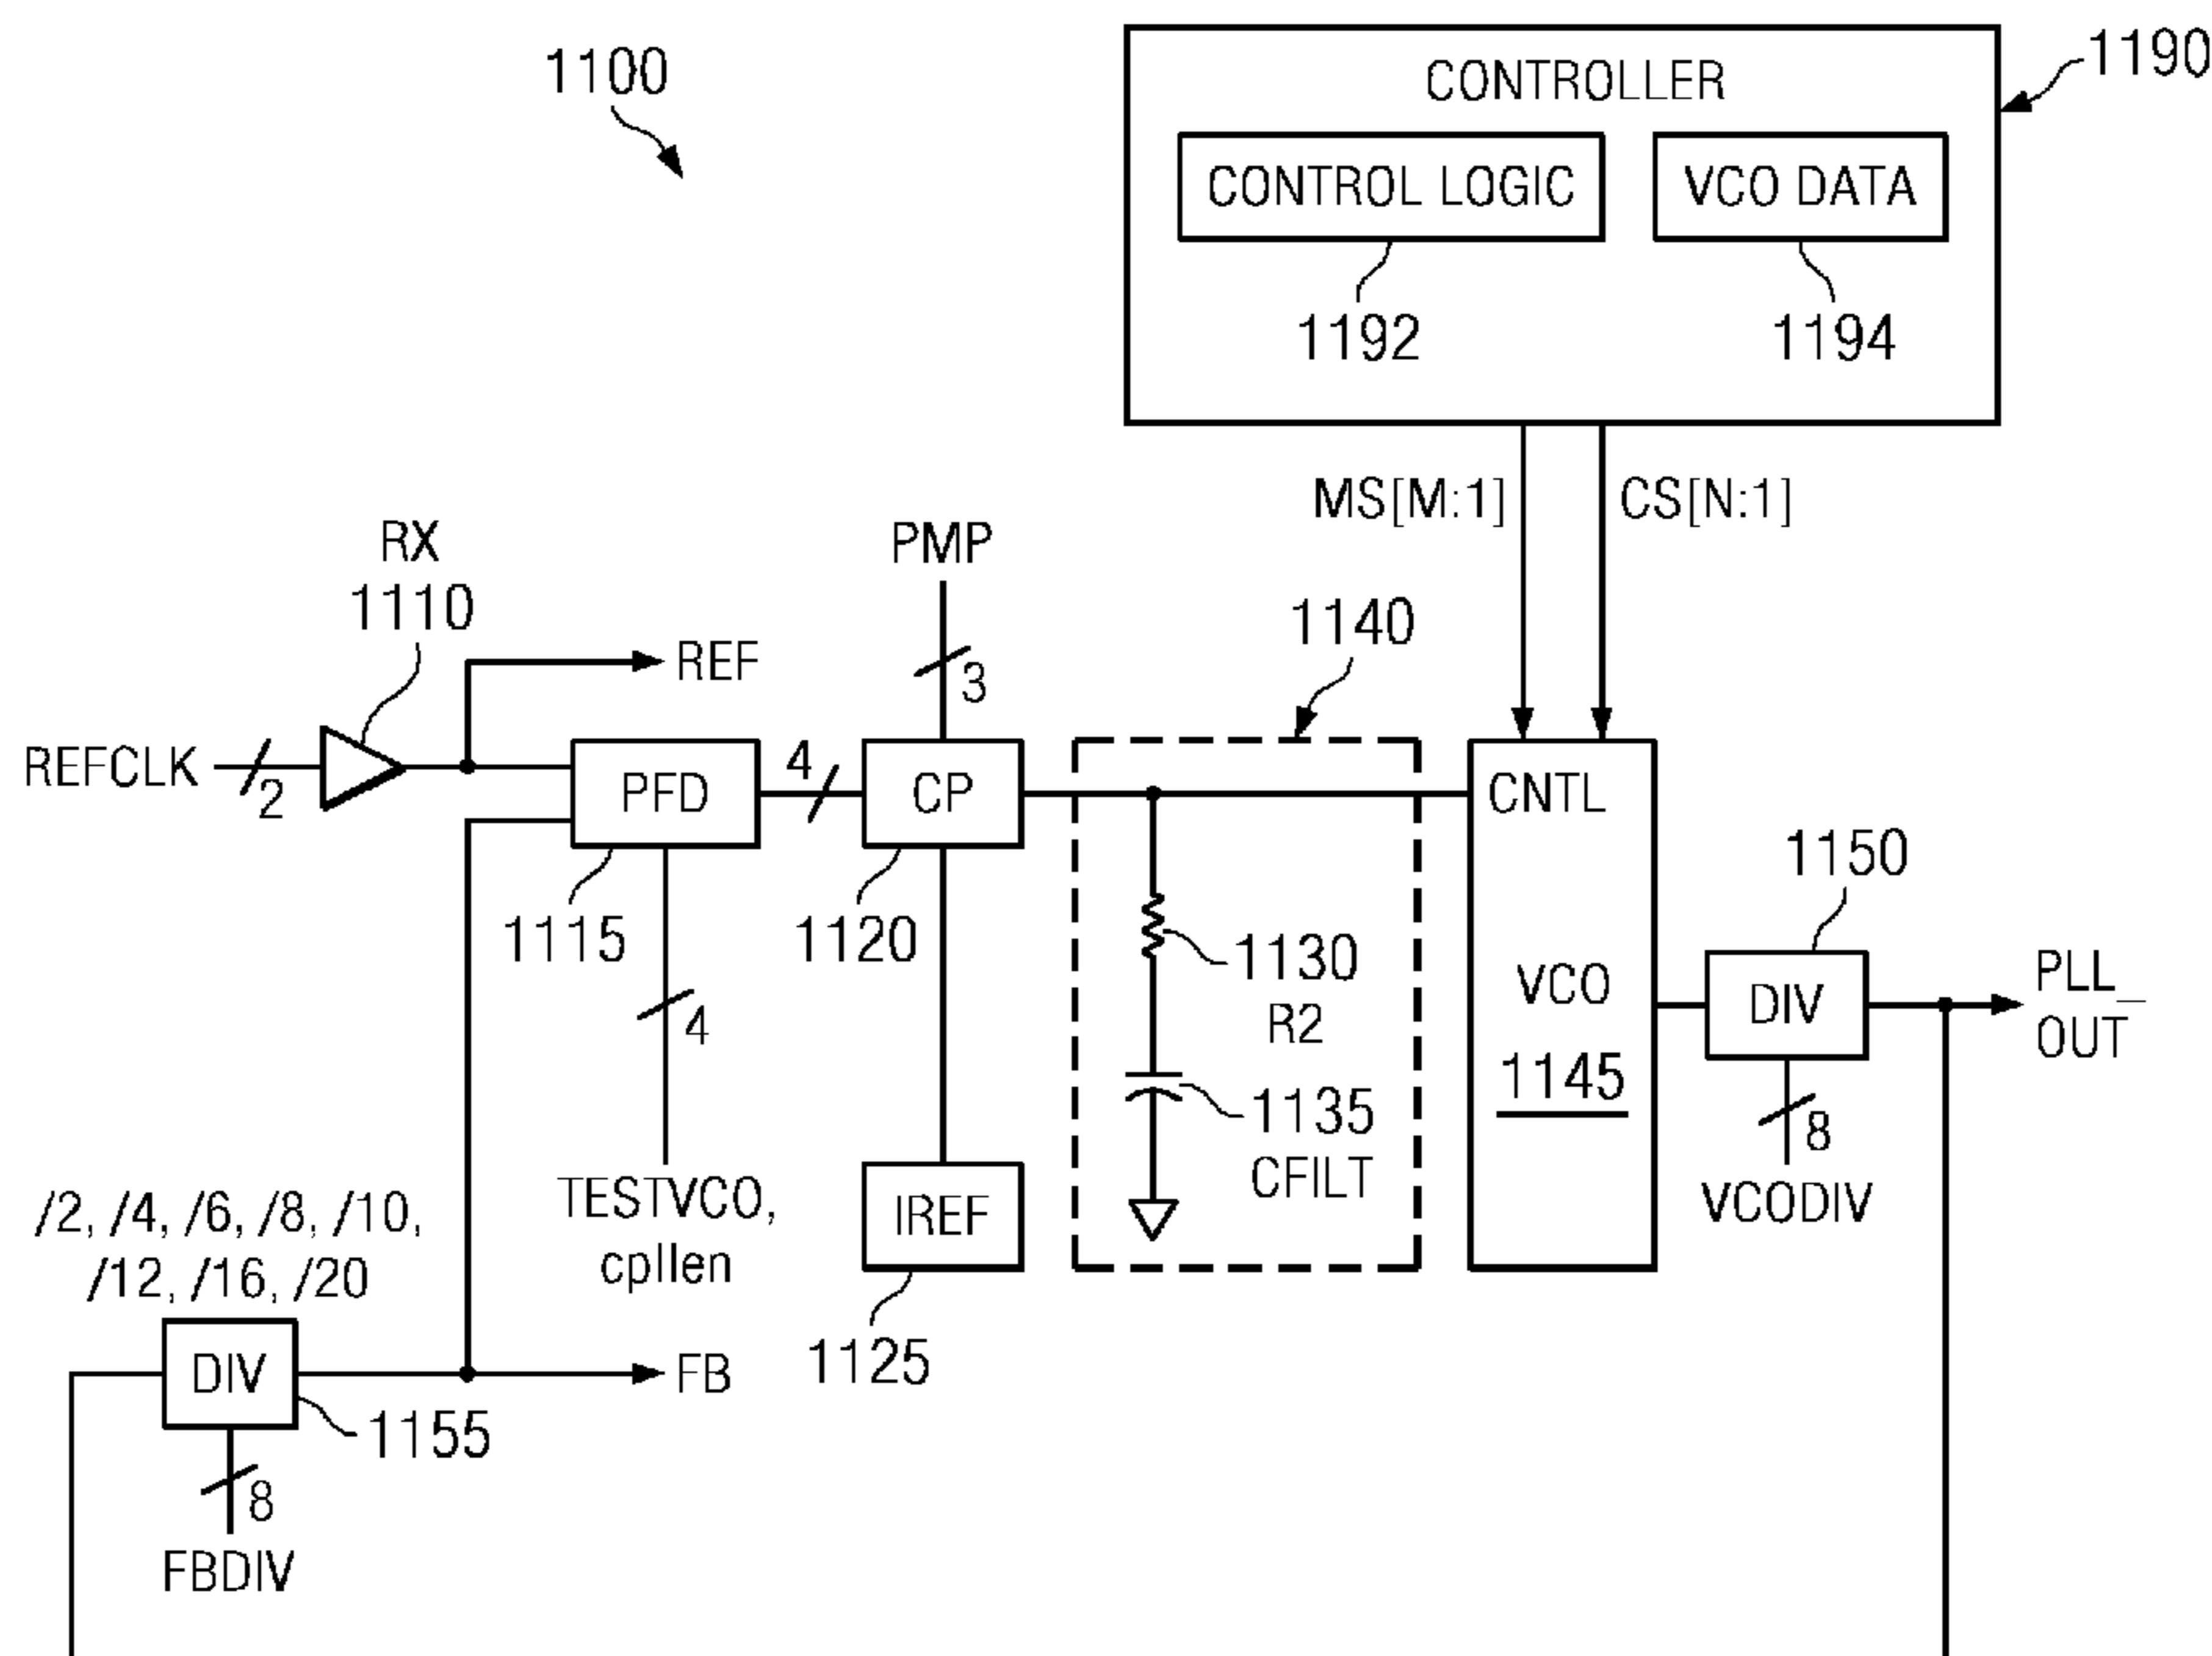 1100
1190
CONTROLLER
CONTROL LOGIC
VCO DATA
1192
1194
MS[M:1]
CS[N:1]
RX
1110
PMP
3
REF
1140
REFCLK
2
PFD
4
CP
CNTL
1115
1120
1130
R2
1135
CFILT
VCO
1145
1150
DIV
PLL_
OUT
8
VCODIV
4
TESTVCO,
cpllen
IREF
1125
/2, /4, /6, /8, /10,
/12, /16, /20
DIV
1155
FB
8
FBDIV